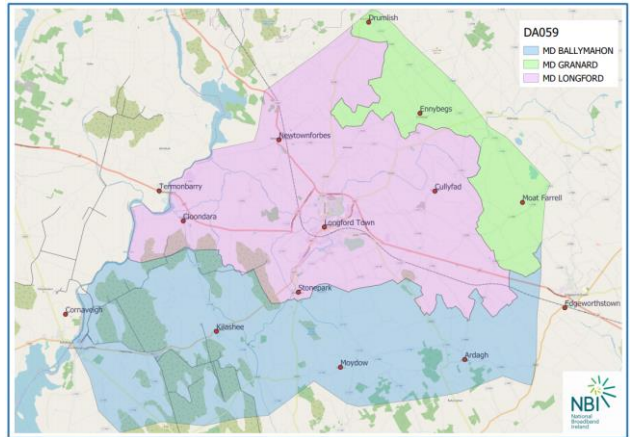 DA059
MD BALLYMAHON
MD GRANARD
MD LONGFORD
Drumlish
Ennybegs
Newtownforbes
Termonbarry
Cullyfad
Moat Farrell
Cloondara
Longford Town
Stonepark
Edgeworthstown
Cornaveigh
Kilashee
Moydow
Ardagh
NBI
National
Broadband
Ireland